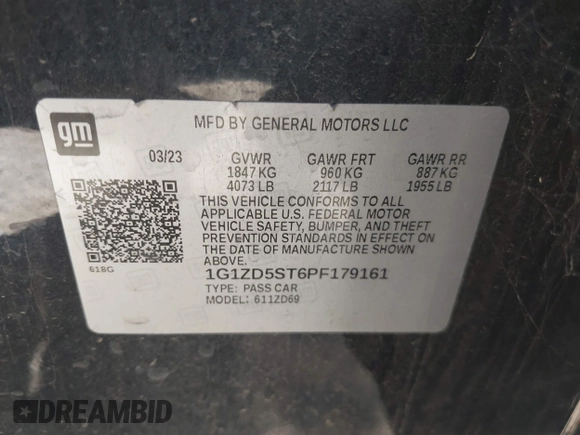 gm
MFD BY GENERAL MOTORS LLC
03/23 GVWR GAWR FRT GAWR RR
1847 KG 960 KG 887 KG
4073 LB 2117 LB 1955 LB
THIS VEHICLE CONFORMS TO ALL
APPLICABLE U.S. FEDERAL MOTOR
VEHICLE SAFETY, BUMPER, AND THEFT
PREVENTION STANDARDS IN EFFECT ON
THE DATE OF MANUFACTURE SHOWN
ABOVE.
618G
1G1ZD5ST6PF179161
TYPE: PASS CAR
MODEL: 611ZD69
DREAMBID